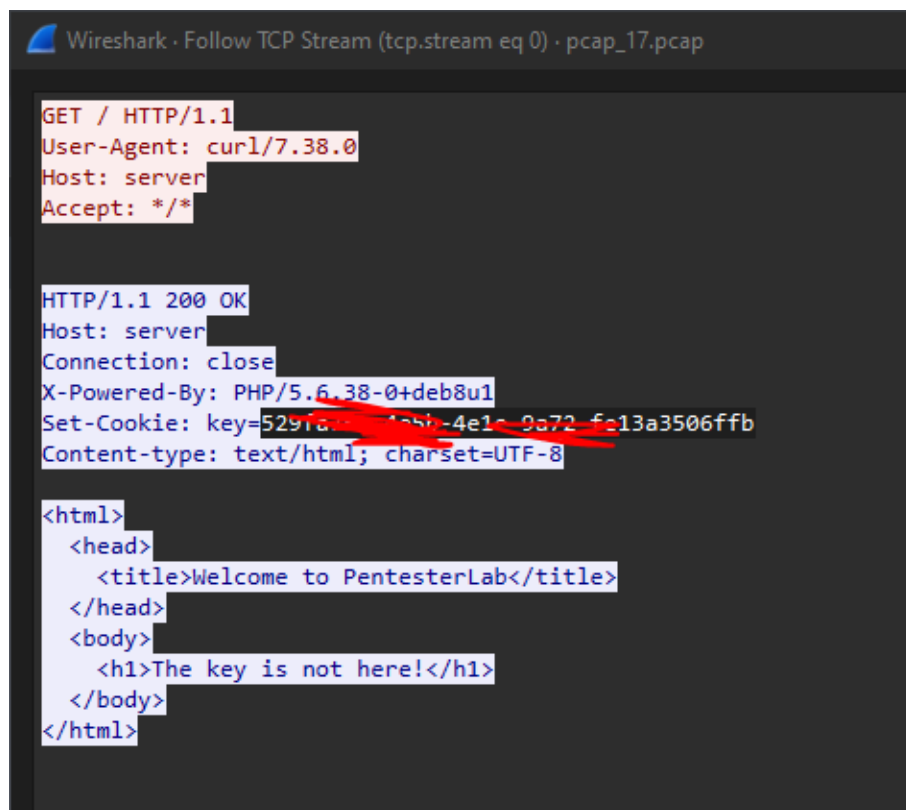 Wireshark · Follow TCP Stream (tcp.stream eq 0) · pcap_17.pcap
GET / HTTP/1.1
User-Agent: curl/7.38.0
Host: server
Accept: */*
HTTP/1.1 200 OK
Host: server
Connection: close
X-Powered-By: PHP/5.6.38-0+deb8u1
Set-Cookie: key=
Content-type: text/html; charset=UTF-8
<html>
<head>
<title>Welcome to PentesterLab</title>
</head>
<body>
<h1>The key is not here!</h1>
</body>
</html>